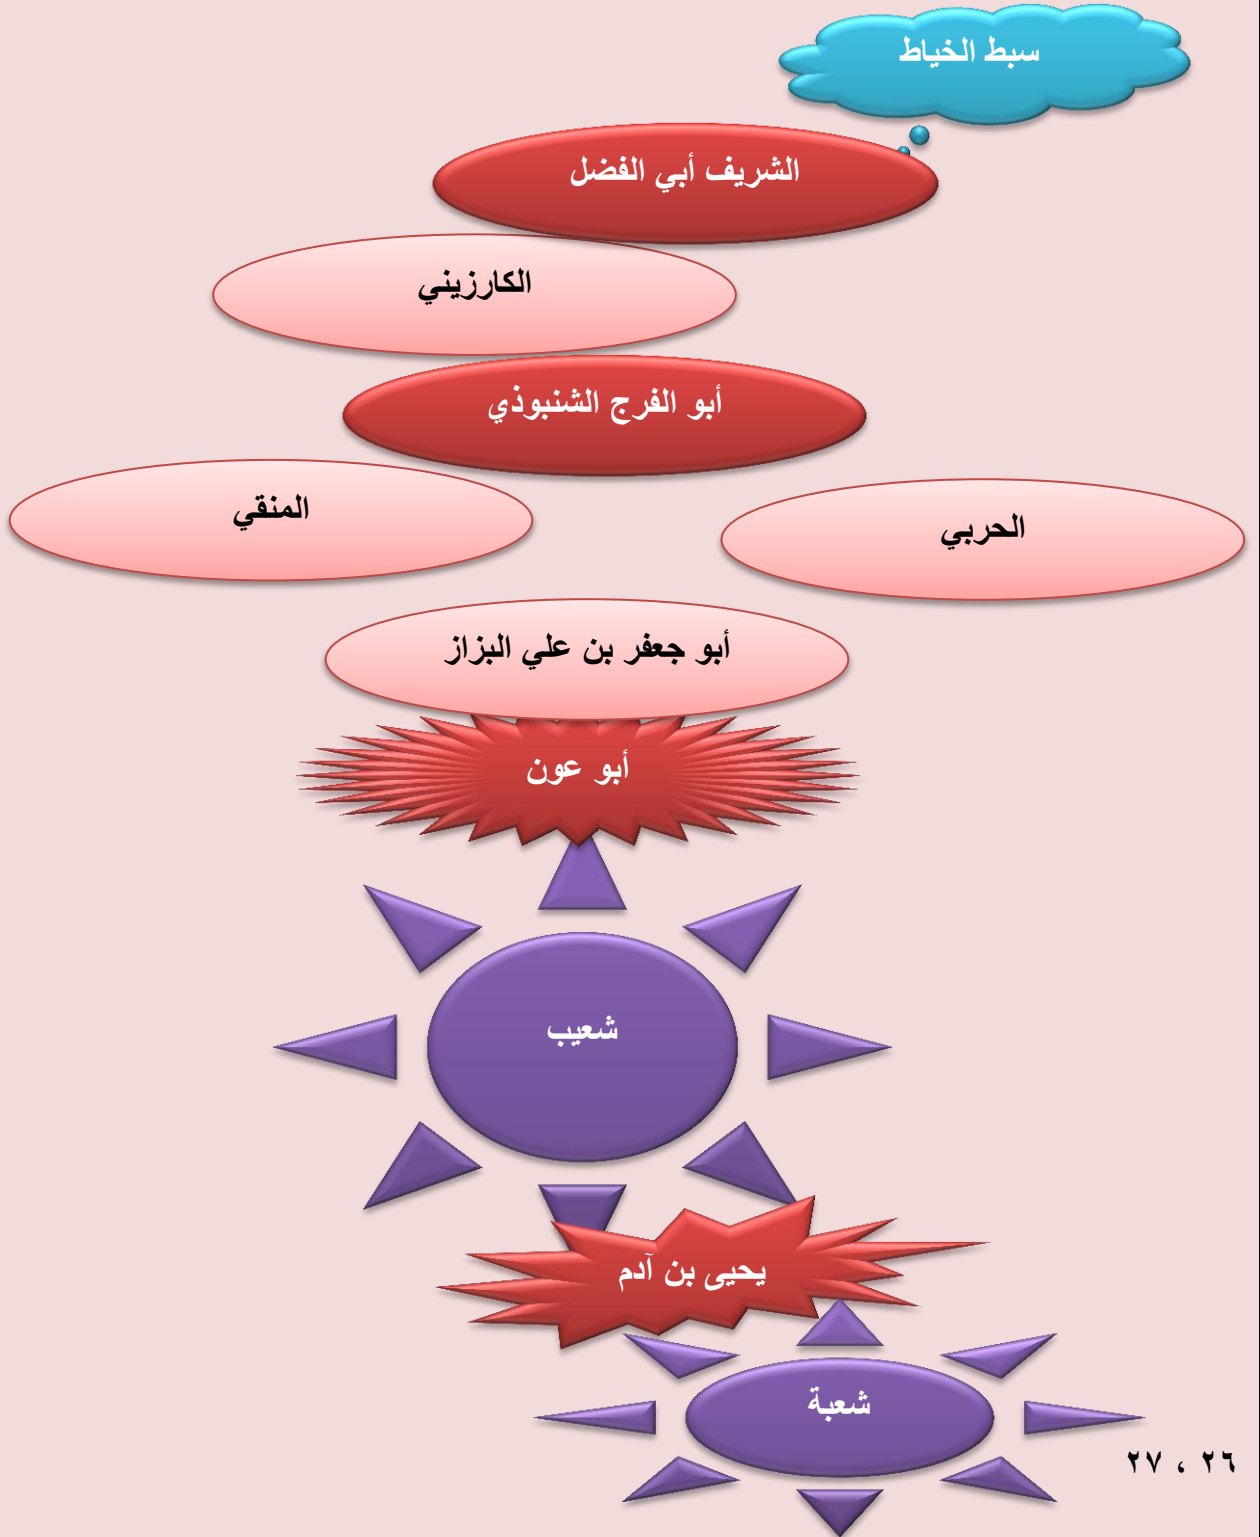 سبط الخياط
الشريف أبي الفضل
الكارزيني
أبو الفرج الشنبوذي
الحربي
المنقي
أبو جعفر بن علي البزاز
أبو عون
شعيب
يحيى بن آدم
شعبة
٢٦ ، ٢٧